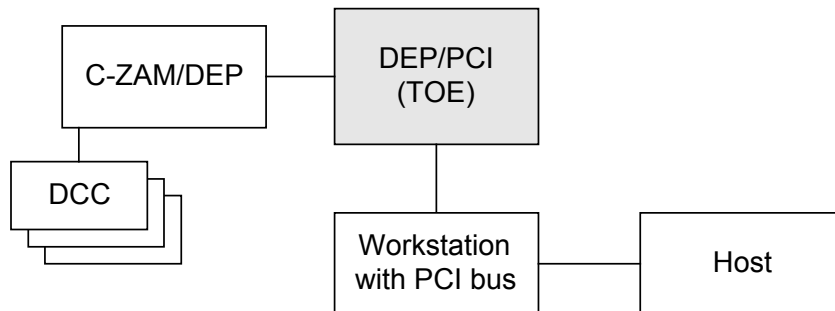 C-ZAM/DEP
DEP/PCI
(TOE)
DCC
Workstation
with PCI bus
Host